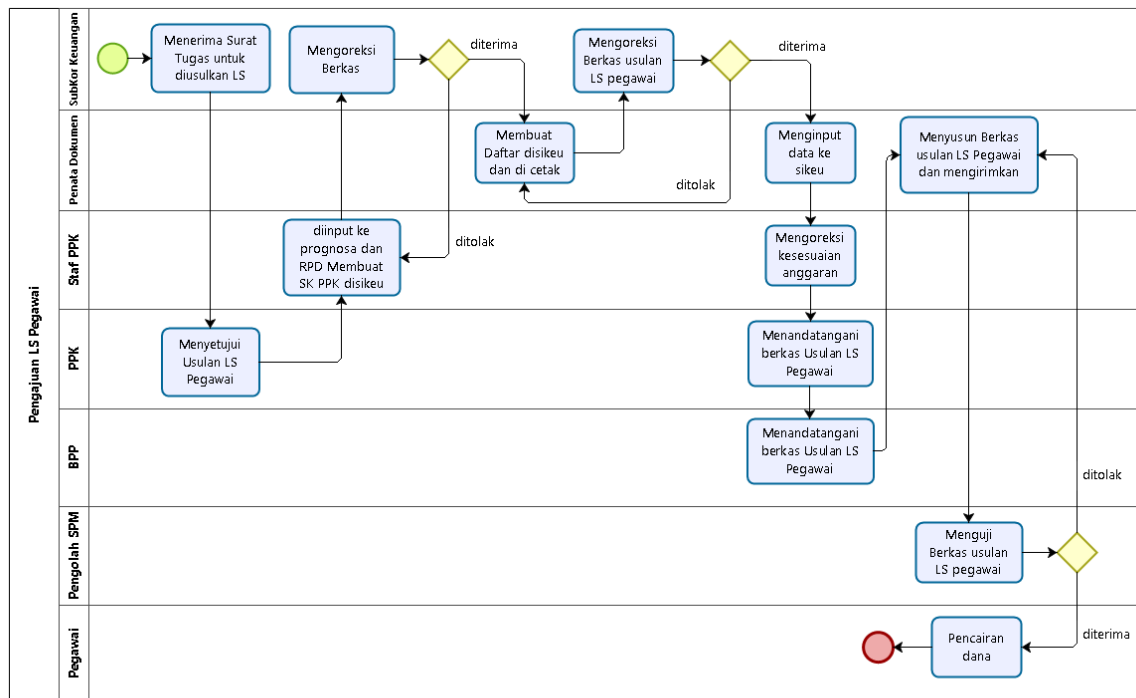 Pengajuan LS Pegawai
SubKor Keuangan
Menerima Surat
Tugas untuk
diusulkan LS
Mengoreksi
Berkas
diterima
Mengoreksi
Berkas usulan
LS pegawai
diterima
Penata Dokumen
Membuat
Daftar disikeu
dan di cetak
ditolak
Menginput
data ke
sikeu
Menyusun Berkas
usulan LS Pegawai
dan mengirimkan
Staf PPK
diinput ke
prognosa dan
RPD Membuat
SK PPK disikeu
ditolak
Mengoreksi
kesesuaian
anggaran
PPK
Menyetujui
Usulan LS
Pegawai
Menandatangani
berkas Usulan LS
Pegawai
BPP
Menandatangani
berkas Usulan LS
Pegawai
ditolak
Pengolah SPM
Menguji
Berkas usulan
LS pegawai
Pegawai
Pencairan
dana
diterima